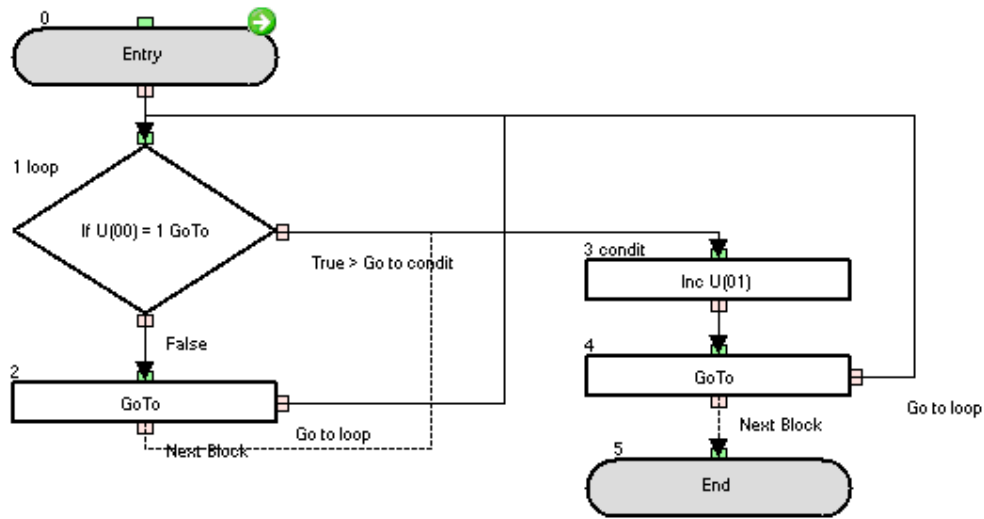 0
Entry
1 loop
If U(00) = 1 GoTo
True > Go to condit
3 condit
Inc U(01)
False
2
GoTo
Go to loop
Next Block
4
GoTo
Go to loop
Next Block
5
End